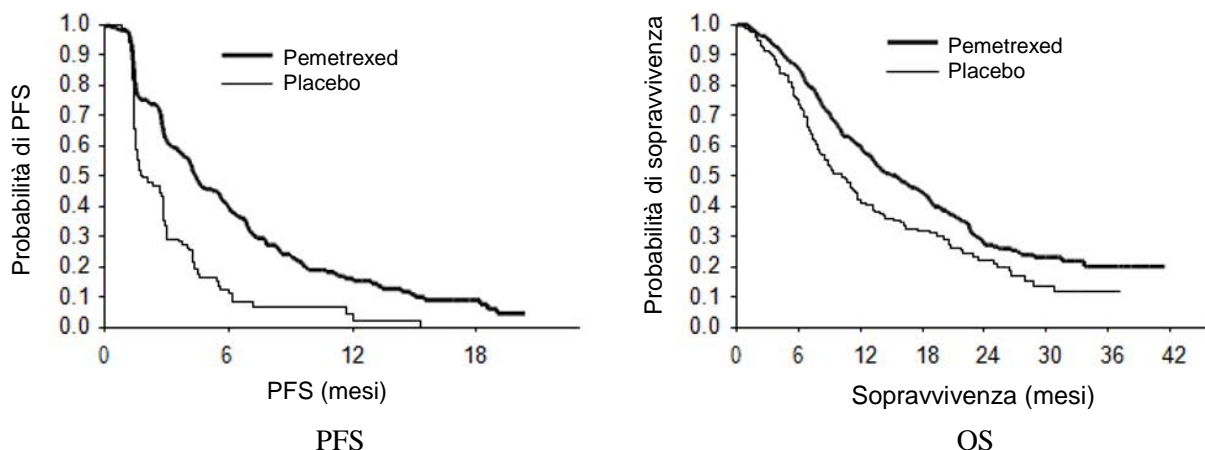 Probabilità di PFS
1.0
0.9
0.8
0.7
0.6
0.5
0.4
0.3
0.2
0.1
0.0
Pemetrexed
Placebo
0 6 12 18
PFS (mesi)
PFS
Probabilità di sopravvivenza
1.0
0.9
0.8
0.7
0.6
0.5
0.4
0.3
0.2
0.1
0.0
Pemetrexed
Placebo
0 6 12 18 24 30 36 42
Sopravvivenza (mesi)
OS